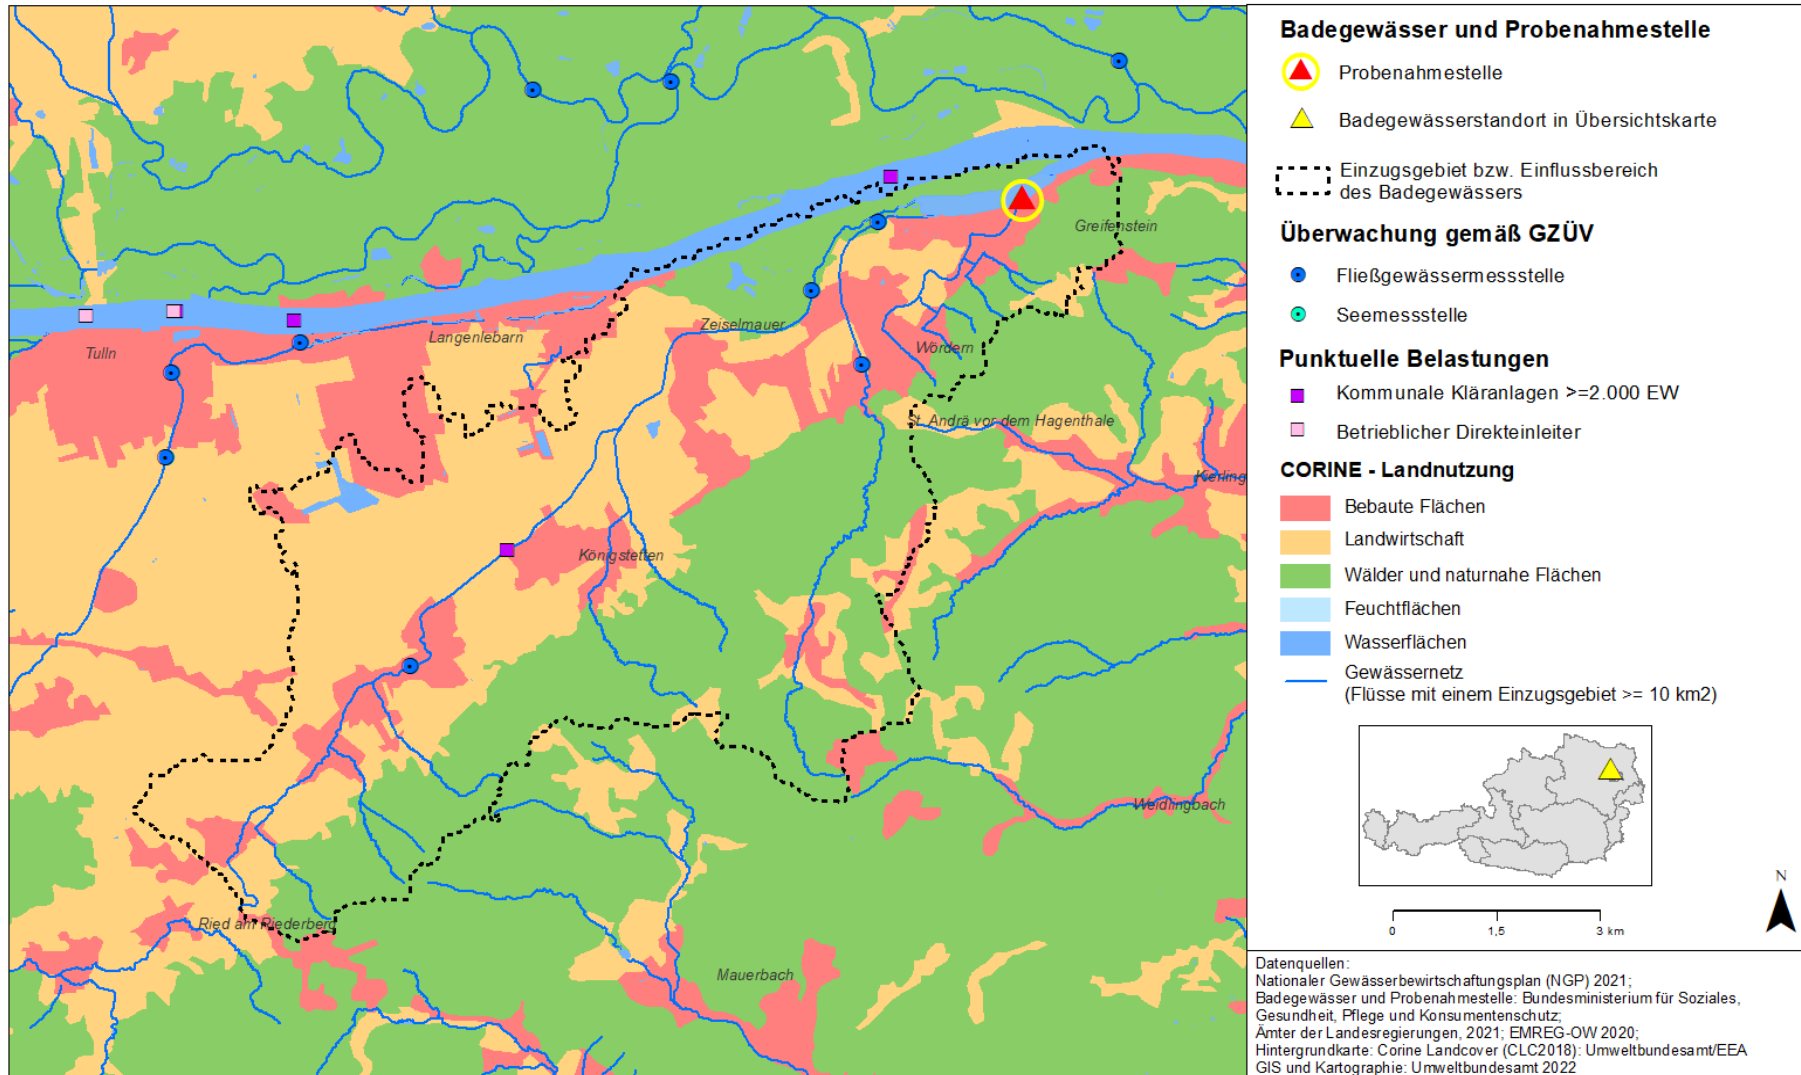 Tulln
Langenlebarn
Zeiselmauer
Greifenstein
Wördern
St. Andrä vor dem Hagenthale
Kierling
Königstetten
Weidlingbach
Ried am Riederberg
Mauerbach
Badegewässer und Probenahmestelle
Probenahmestelle
Badegewässerstandort in Übersichtskarte
Einzugsgebiet bzw. Einflussbereich
des Badegewässers
Überwachung gemäß GZÜV
Fließgewässermessstelle
Seemessstelle
Punktuelle Belastungen
Kommunale Kläranlagen >=2.000 EW
Betrieblicher Direkteinleiter
CORINE - Landnutzung
Bebaute Flächen
Landwirtschaft
Wälder und naturnahe Flächen
Feuchtflächen
Wasserflächen
Gewässernetz
(Flüsse mit einem Einzugsgebiet >= 10 km2)
N
0 1,5 3 km
Datenquellen:
Nationaler Gewässerbewirtschaftungsplan (NGP) 2021;
Badegewässer und Probenahmestelle: Bundesministerium für Soziales,
Gesundheit, Pflege und Konsumentenschutz;
Ämter der Landesregierungen, 2021; EMREG-OW 2020;
Hintergrundkarte: Corine Landcover (CLC2018): Umweltbundesamt/EEA
GIS und Kartographie: Umweltbundesamt 2022